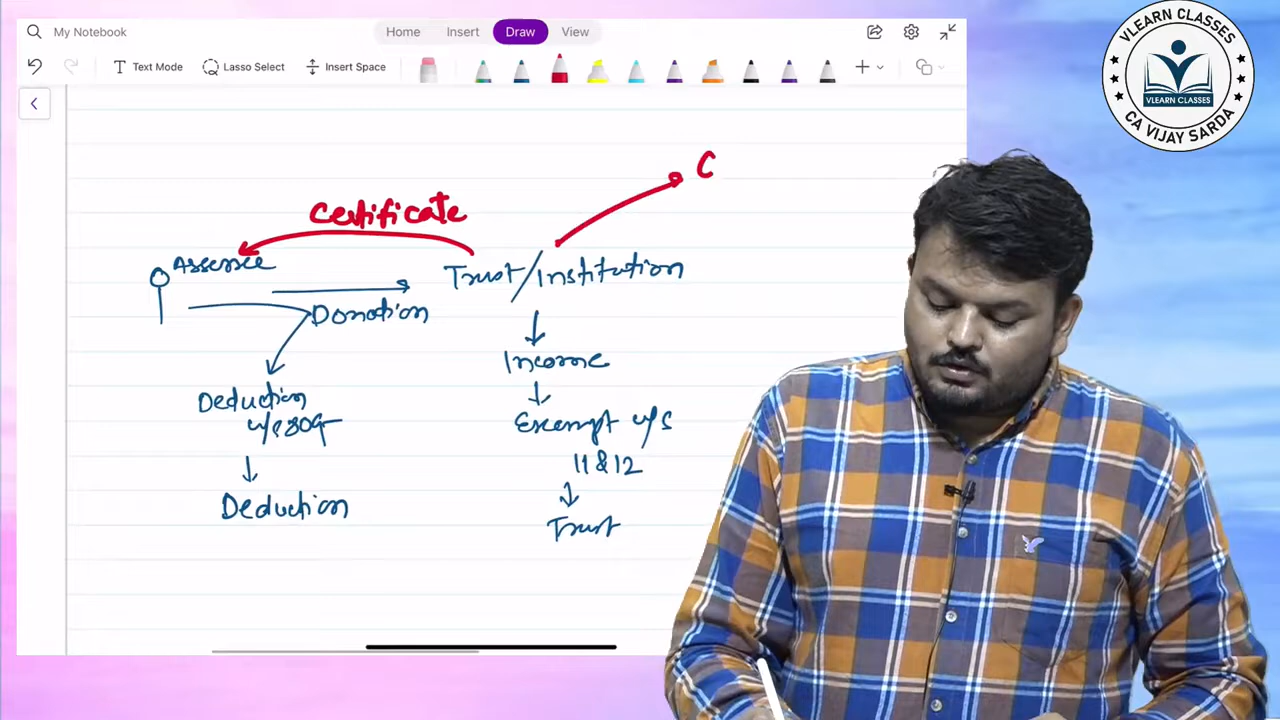 My Notebook
Home Insert Draw View
Text Mode Lasso Select Insert Space
VLEARN CLASSES
VLEARN CLASSES
CA VIJAY SARDA
C
Certificate
Assessee
Trust/Institution
Donation
Income
Deduction
u/s 80G
Exempt u/s
11 & 12
Deduction
Trust